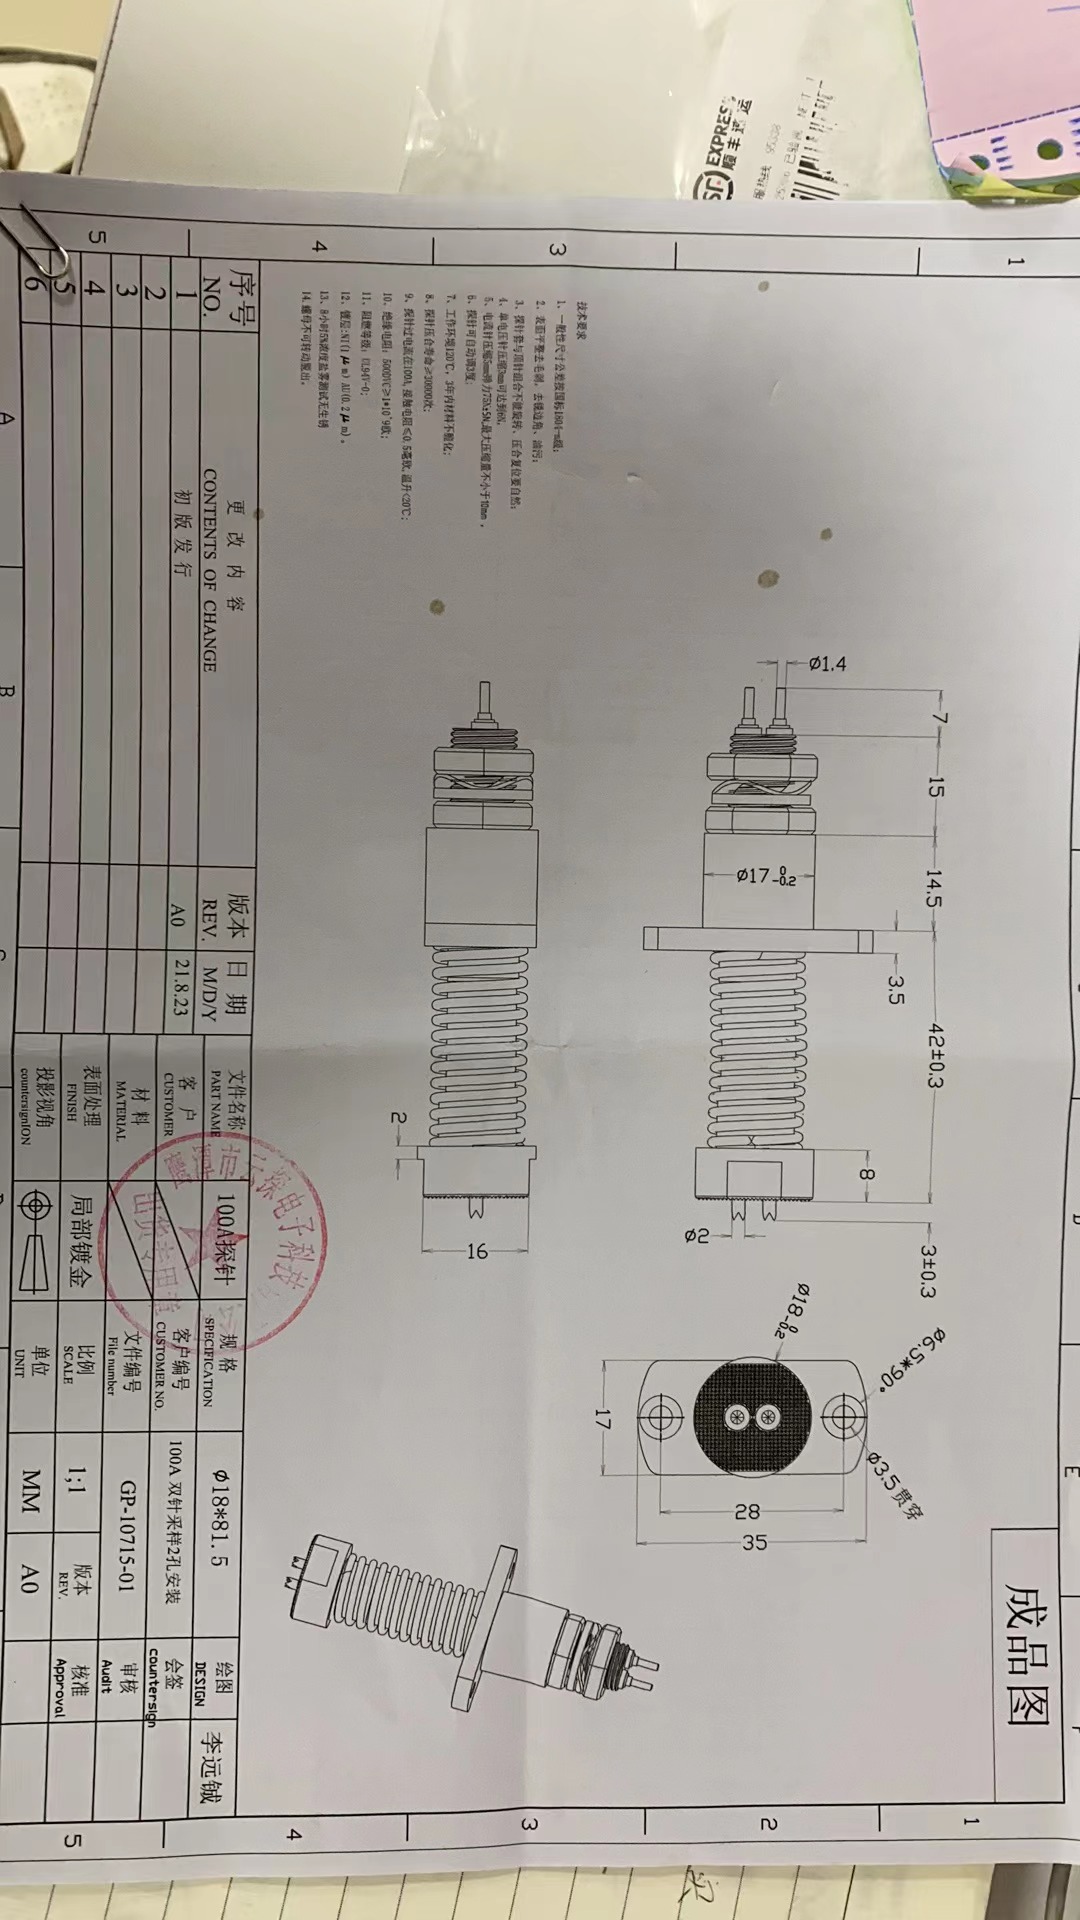 成品图
1
2
3
4
5
1
2
3
4
5
E
A
B
7
15
14.5
42±0.3
3±0.3
3.5
8
ø1.4
ø17 0 -0.2
ø2
ø6.5*90°
ø3.5贯穿
ø18 0 -0.2
28
35
17
16
2
技术要求
1、一般性尺寸公差按国标1804-m级;
2、表面平整去毛刺, 去锐边角、油污;
3、探针套与顶针组合不能旋转、压合复位要自然;
4、单电压针压缩3mm可达到6N,
5、电流针压缩5mm弹力75N±5N,最大压缩量不小于10mm ,
6、探针可自动调3度;
7、工作环境120℃, 3年内材料不脆化;
8、探针压合寿命≥30000次;
9、探针过电流在100A,接触电阻≤0.5毫欧,温升<20℃;
10、绝缘电阻: 500DVC≥1*10^9欧;
11、阻燃等级: UL94V-0;
12、镀层:NI(1μm) AU(0.2μm)。
13、8小时5%浓度盐雾测试无生锈
14.螺母不可转动脱出。
序号 更 改 内 容 版本 日 期
NO. CONTENTS OF CHANGE REV. M/D/Y
1 初版发行 A0 21.8.23
2
3
4
5
6
文件名称 PART NAME 100A探针 规 格 SPECIFICATION ø18*81.5 绘图 DESIGN 李远铖
客 户 CUSTOMER 客户编号 CUSTOMER NO. 100A 双针采样2孔安装 会签 countersign
材 料 MATERIAL 文件编号 File number GP-10715-01 审核 Audit
表面处理 FINISH 局部镀金 比例 SCALE 1;1 版本 REV. 核准 Approval
投影视角 countersignION 单位 UNIT MM A0
电子科技
出货专用章
EXPRESS
顺丰速运